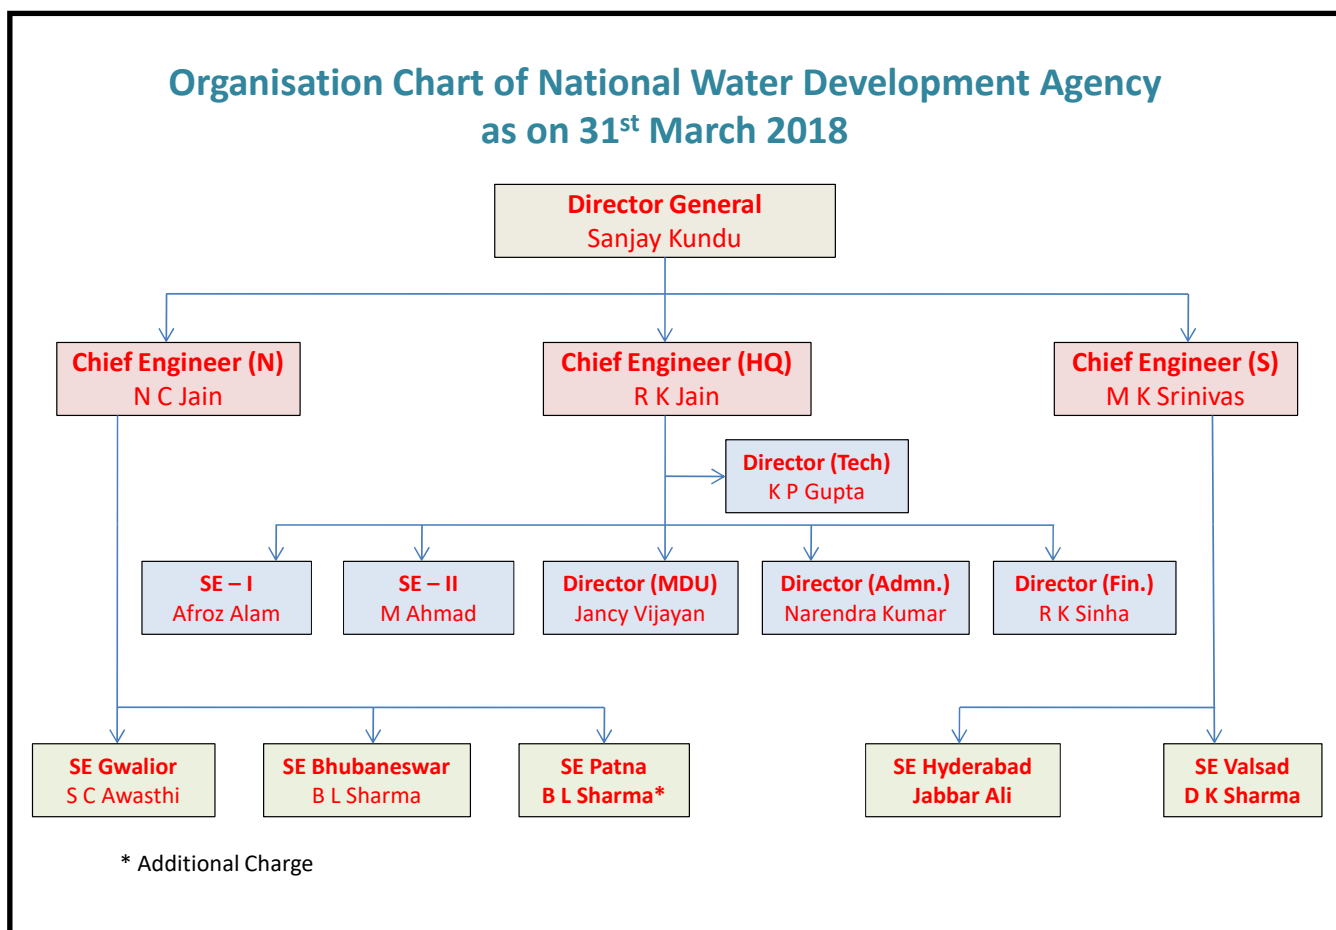 Organisation Chart of National Water Development Agency
as on 31st March 2018
Director General
Sanjay Kundu
Chief Engineer (N)
N C Jain
Chief Engineer (HQ)
R K Jain
Chief Engineer (S)
M K Srinivas
Director (Tech)
K P Gupta
SE – I
Afroz Alam
SE – II
M Ahmad
Director (MDU)
Jancy Vijayan
Director (Admn.)
Narendra Kumar
Director (Fin.)
R K Sinha
SE Gwalior
S C Awasthi
SE Bhubaneswar
B L Sharma
SE Patna
B L Sharma*
SE Hyderabad
Jabbar Ali
SE Valsad
D K Sharma
* Additional Charge